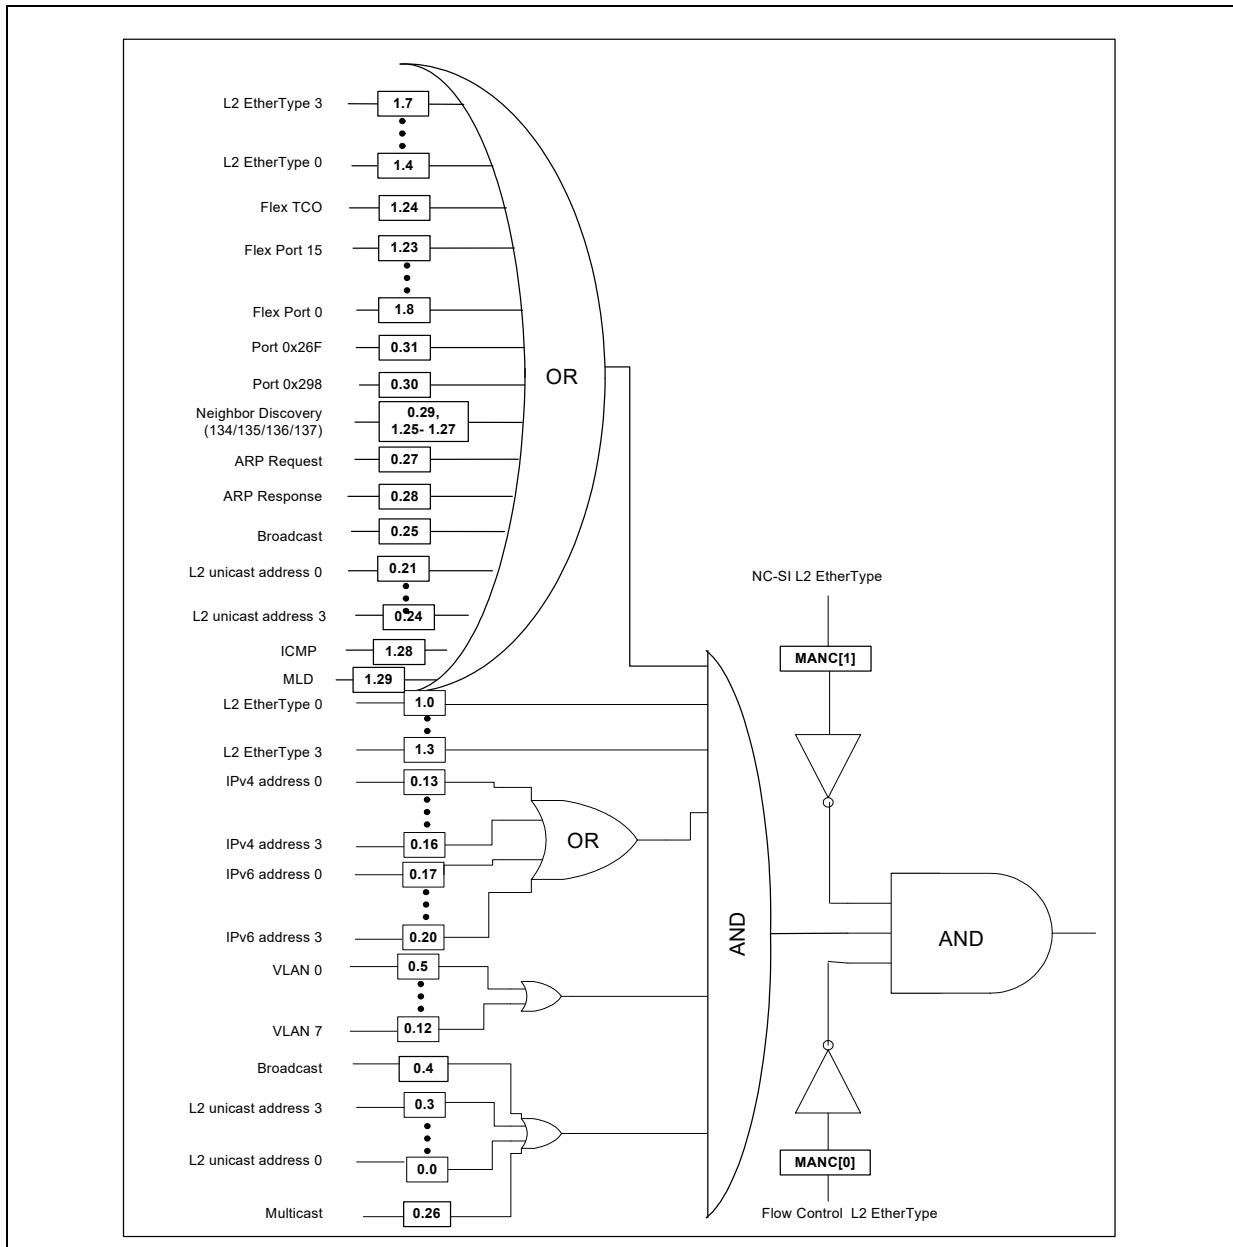 L2 EtherType 3
1.7
L2 EtherType 0
1.4
Flex TCO
1.24
Flex Port 15
1.23
Flex Port 0
1.8
Port 0x26F
0.31
Port 0x298
0.30
Neighbor Discovery
(134/135/136/137)
0.29,
1.25- 1.27
ARP Request
0.27
ARP Response
0.28
Broadcast
0.25
L2 unicast address 0
0.21
L2 unicast address 3
0.24
ICMP
1.28
MLD
1.29
OR
L2 EtherType 0
1.0
L2 EtherType 3
1.3
IPv4 address 0
0.13
IPv4 address 3
0.16
IPv6 address 0
0.17
IPv6 address 3
0.20
OR
VLAN 0
0.5
VLAN 7
0.12
Broadcast
0.4
L2 unicast address 3
0.3
L2 unicast address 0
0.0
Multicast
0.26
AND
NC-SI L2 EtherType
MANC[1]
AND
MANC[0]
Flow Control L2 EtherType